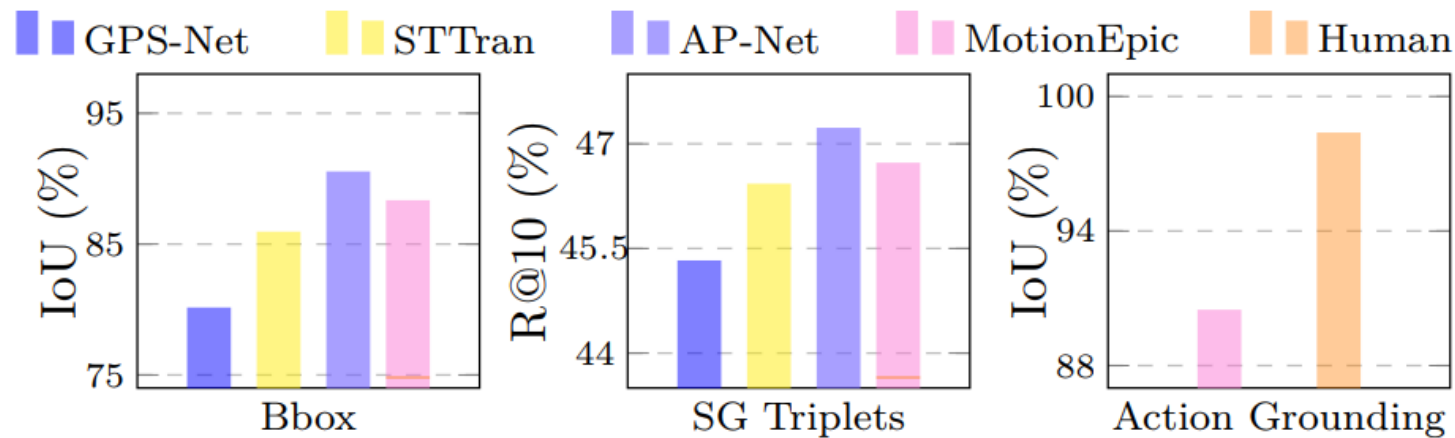 GPS-Net STTran AP-Net MotionEpic Human
IoU (%)
95
85
75
Bbox
R@10 (%)
47
45.5
44
SG Triplets
IoU (%)
100
94
88
Action Grounding